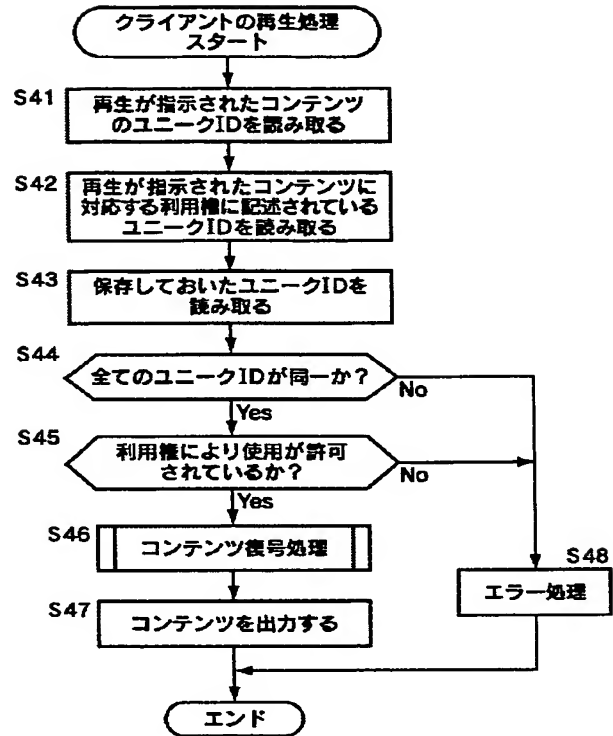 クライアントの再生処理
スタート
S41
再生が指示されたコンテンツ
のユニークIDを読み取る
S42
再生が指示されたコンテンツに
対応する利用権に記述されている
ユニークIDを読み取る
S43
保存しておいたユニークIDを
読み取る
S44
全てのユニークIDが同一か?
No
Yes
S45
利用権により使用が許可
されているか?
No
Yes
S46
コンテンツ復号処理
S48
エラー処理
S47
コンテンツを出力する
エンド